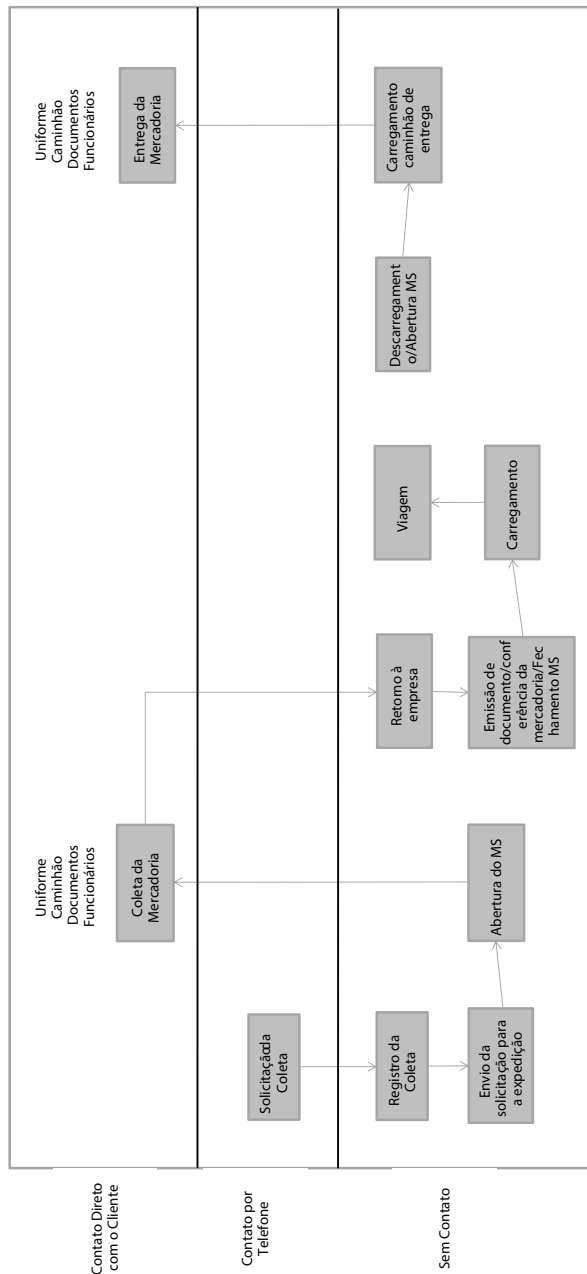 Contato Direto
com o Cliente
Uniforme
Caminhão
Documentos
Funcionários
Coleta da
Mercadoria
Uniforme
Caminhão
Documentos
Funcionários
Entrega da
Mercadoria
Contato por
Telefone
Solicitaçãoda
Coleta
Sem Contato
Registro da
Coleta
Envio da
solicitação para
a expedição
Abertura do MS
Retorno à
empresa
Emissão de
documento/conf
erência da
mercadoria/Fec
hamento MS
Carregamento
Viagem
Descarregament
o/Abertura MS
Carregamento
caminhão de
entrega